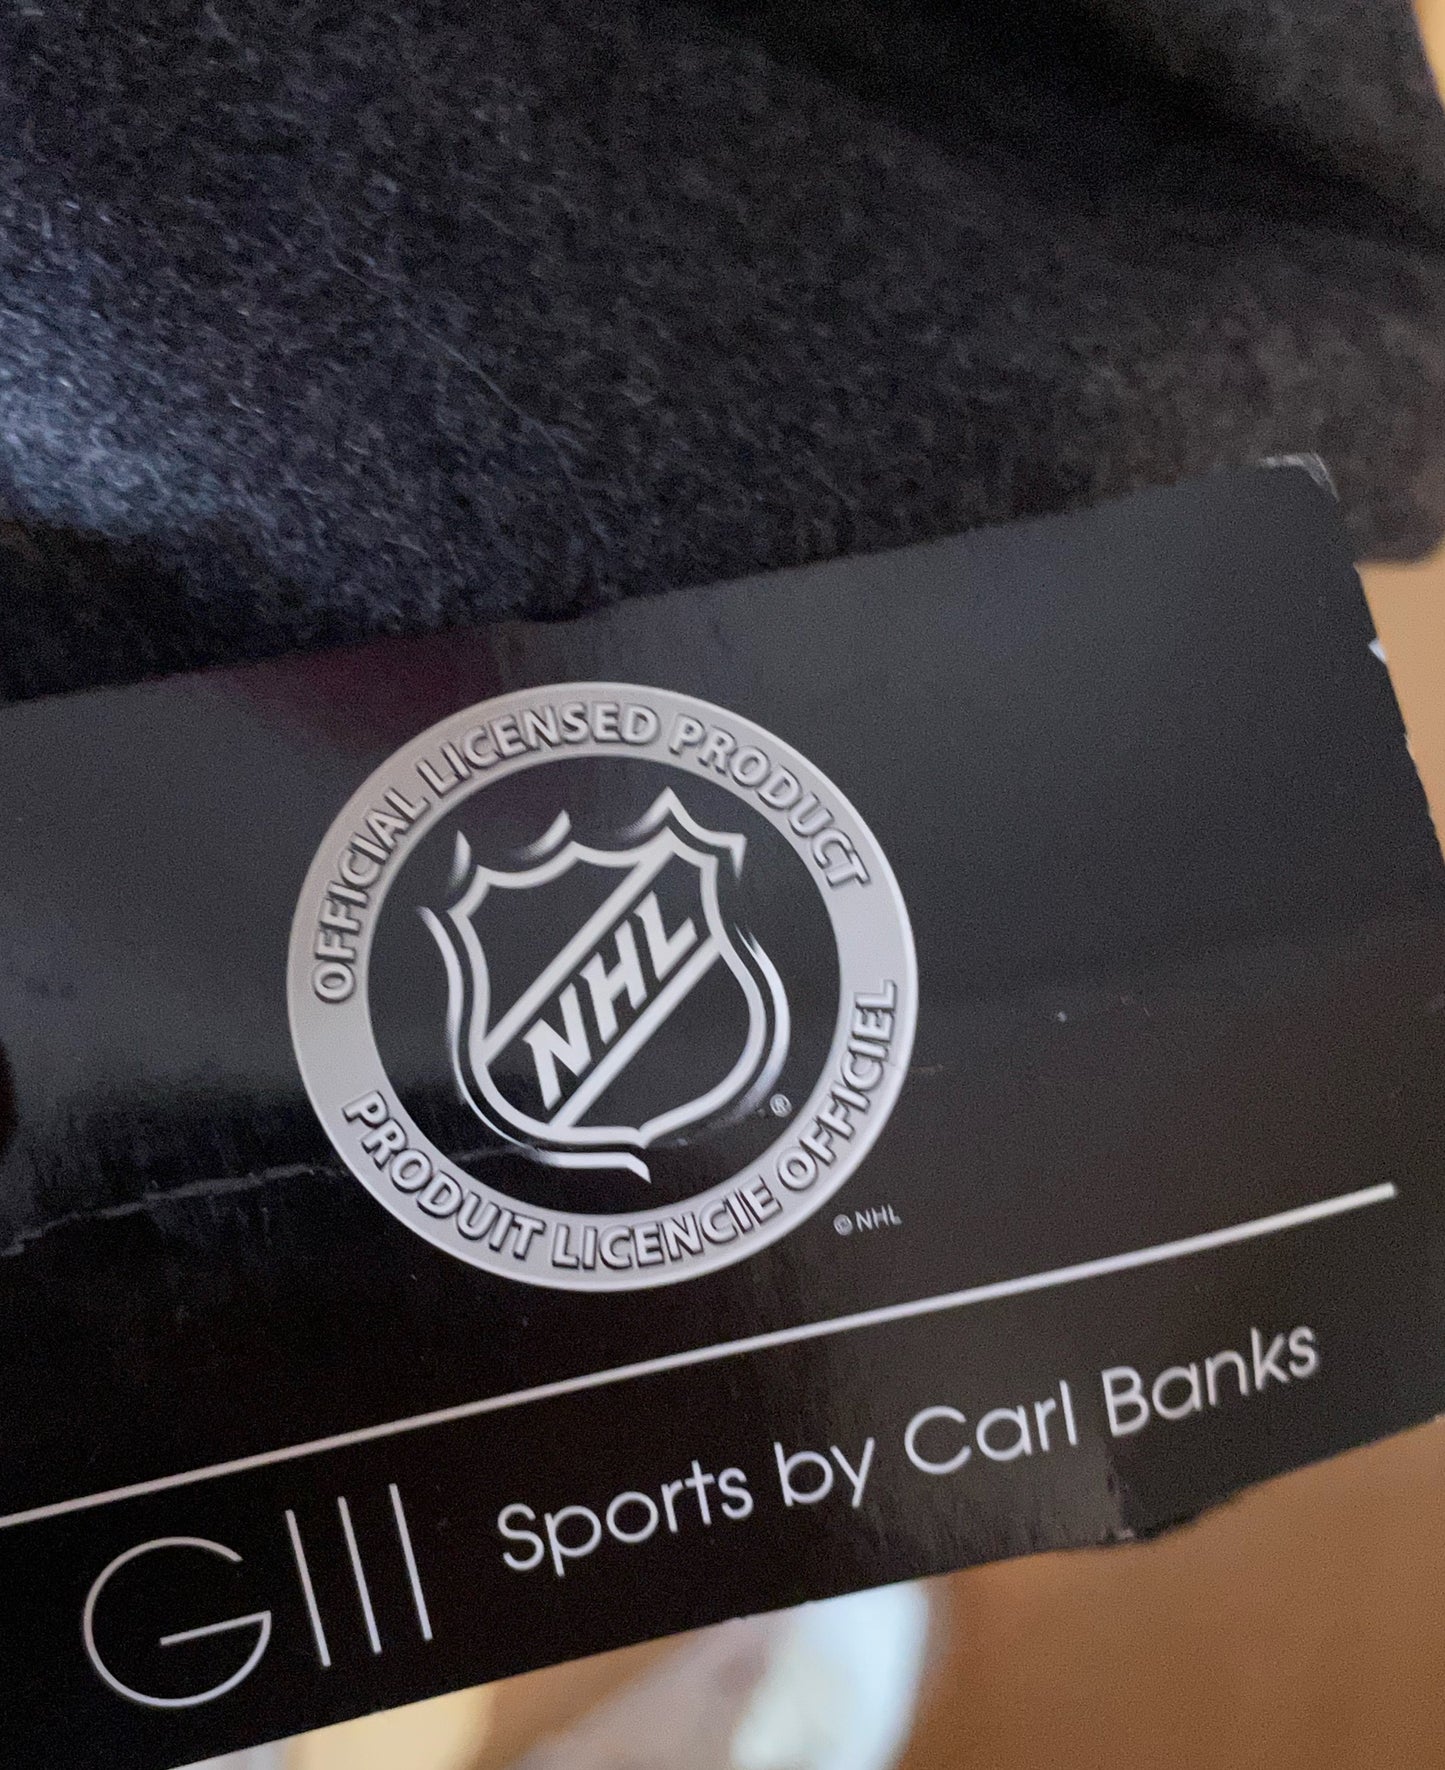 OFFICIAL LICENSED PRODUCT
NHL
®
PRODUIT LICENCIE OFFICIEL
© NHL
GIII Sports by Carl Banks